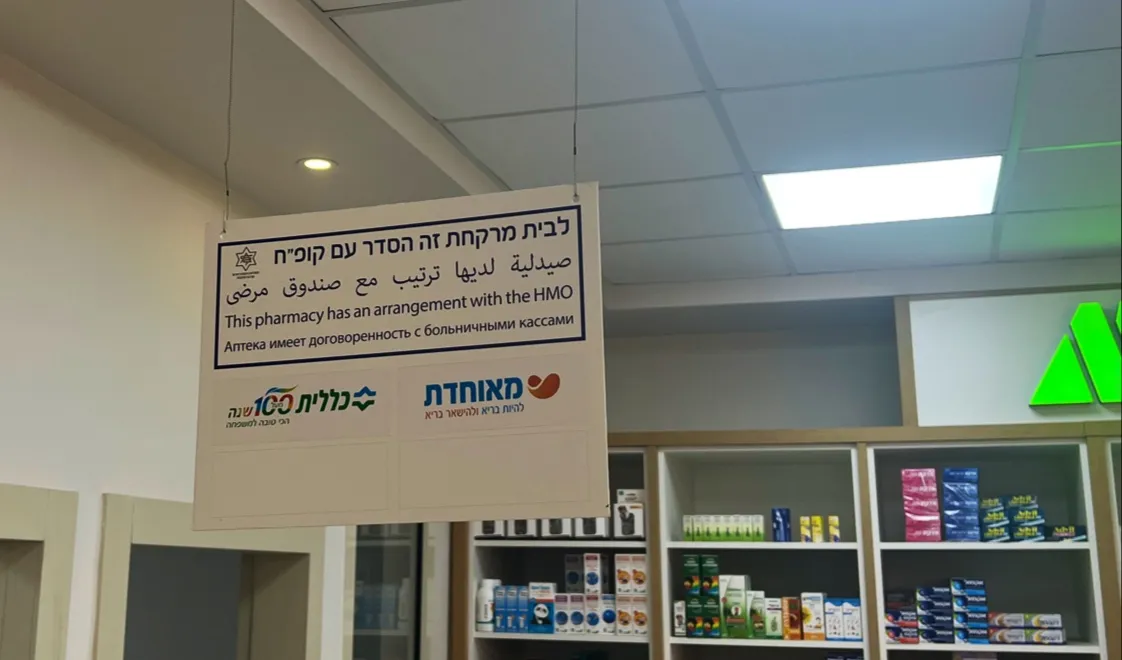 לבית מרקחת זה הסדר עם קופ״ח
صيدلية لديها ترتيب مع صندوق مرضى
This pharmacy has an arrangement with the HMO
Аптека имеет договоренность с больничными кассами
כללית מעל 100 שנה
הכי טובה למשפחה
מאוחדת
להיות בריא ולהישאר בריא